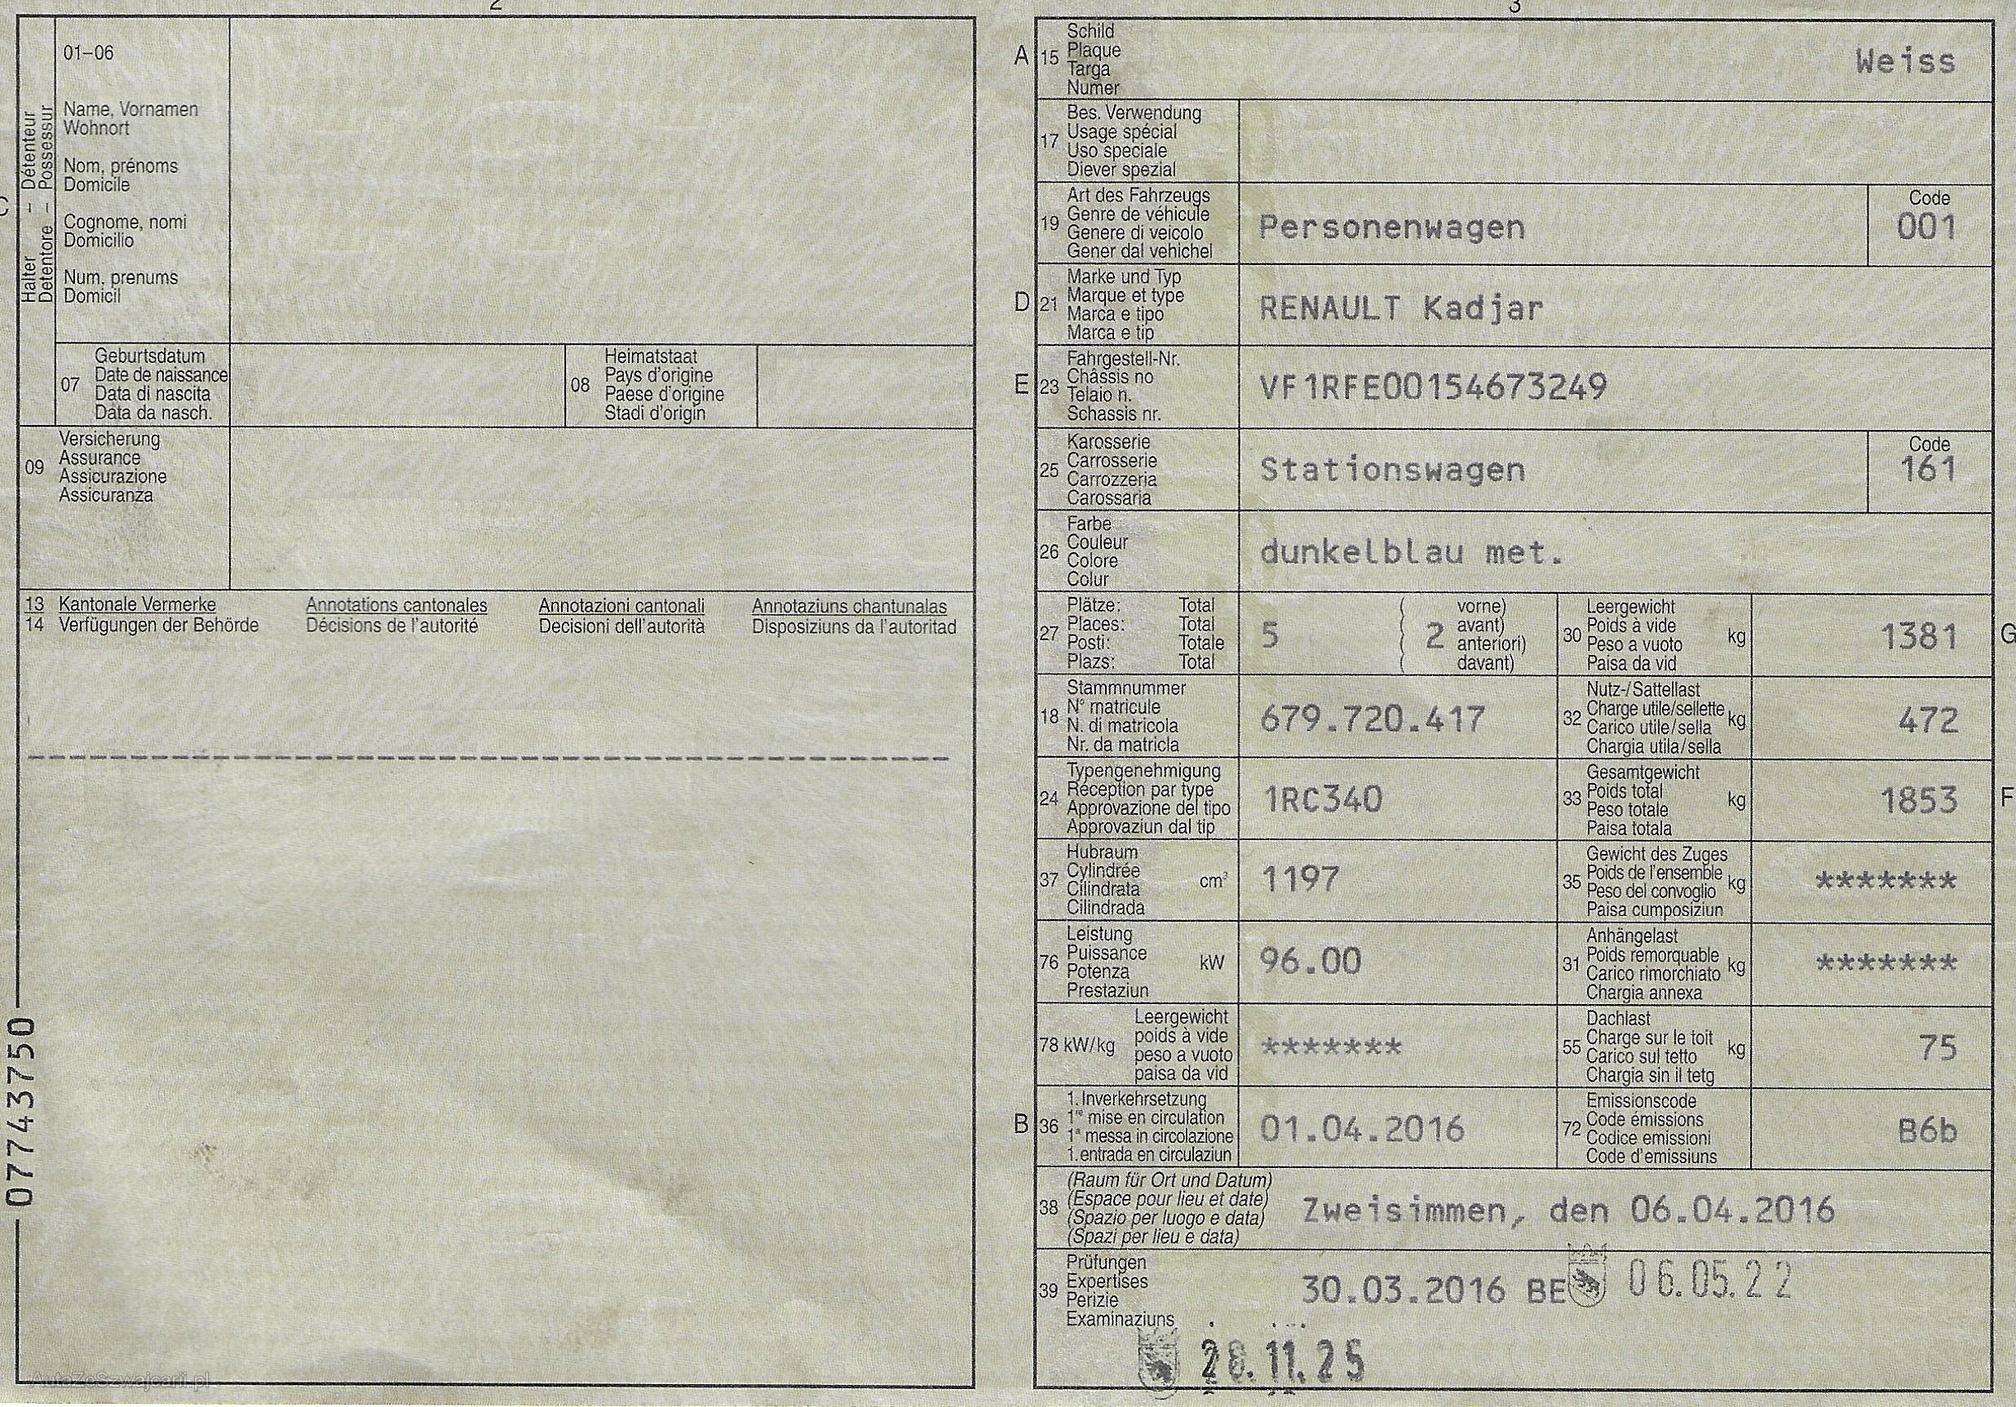 2
01–06
Name, Vornamen
Wohnort
Nom, prénoms
Domicile
Cognome, nomi
Domicilio
Num. prenums
Domicil
Halter – Détenteur
Detentore – Possessur
07
Geburtsdatum
Date de naissance
Data di nascita
Data da nasch.
08
Heimatstaat
Pays d'origine
Paese d'origine
Stadi d'origin
09
Versicherung
Assurance
Assicurazione
Assicuranza
13 Kantonale Vermerke Annotations cantonales Annotazioni cantonali Annotaziuns chantunalas
14 Verfügungen der Behörde Décisions de l'autorité Decisioni dell'autorità Disposiziuns da l'autoritad
07743750
AutaZeSzwajcarii.pl
3
A 15
Schild
Plaque
Targa
Numer
Weiss
17
Bes. Verwendung
Usage spécial
Uso speciale
Diever spezial
19
Art des Fahrzeugs
Genre de véhicule
Genere di veicolo
Gener dal vehichel
Personenwagen
Code
001
D 21
Marke und Typ
Marque et type
Marca e tipo
Marca e tip
RENAULT Kadjar
E 23
Fahrgestell-Nr.
Châssis no
Telaio n.
Schassis nr.
VF1RFE00154673249
25
Karosserie
Carrosserie
Carrozzeria
Carossaria
Stationswagen
Code
161
26
Farbe
Couleur
Colore
Colur
dunkelblau met.
27
Plätze: Total
Places: Total
Posti: Totale
Plazs: Total
5
( vorne)
( 2 avant)
( anteriori)
( davant)
30
Leergewicht
Poids à vide
Peso a vuoto
Paisa da vid
kg
1381
G
18
Stammnummer
N° matricule
N. di matricola
Nr. da matricla
679.720.417
32
Nutz-/Sattellast
Charge utile/sellette
Carico utile/sella
Chargia utila/sella
kg
472
24
Typengenehmigung
Réception par type
Approvazione del tipo
Approvaziun dal tip
1RC340
33
Gesamtgewicht
Poids total
Peso totale
Paisa totala
kg
1853
F
37
Hubraum
Cylindrée
Cilindrata
Cilindrada
cm³
1197
35
Gewicht des Zuges
Poids de l'ensemble
Peso del convoglio
Paisa cumposiziun
kg
*******
76
Leistung
Puissance
Potenza
Prestaziun
kW
96.00
31
Anhängelast
Poids remorquable
Carico rimorchiato
Chargia annexa
kg
*******
78 kW/kg
Leergewicht
poids à vide
peso a vuoto
paisa da vid
*******
55
Dachlast
Charge sur le toit
Carico sul tetto
Chargia sin il tetg
kg
75
B 36
1. Inverkehrsetzung
1re mise en circulation
1a messa in circolazione
1. entrada en circulaziun
01.04.2016
72
Emissionscode
Code émissions
Codice emissioni
Code d'emissiuns
B6b
38
(Raum für Ort und Datum)
(Espace pour lieu et date)
(Spazio per luogo e data)
(Spazi per lieu e data)
Zweisimmen, den 06.04.2016
39
Prüfungen
Expertises
Perizie
Examinaziuns
30.03.2016 BE 06.05.22
28.11.25